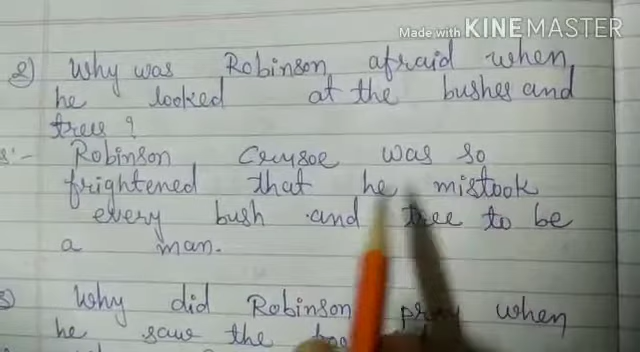 Made with KINEMASTER
2) Why was Robinson afraid when
he looked at the bushes and
tree ?
s:- Robinson Crusoe was so
frightened that he mistook
every bush and tree to be
a man.
3) Why did Robinson pray when
he saw the